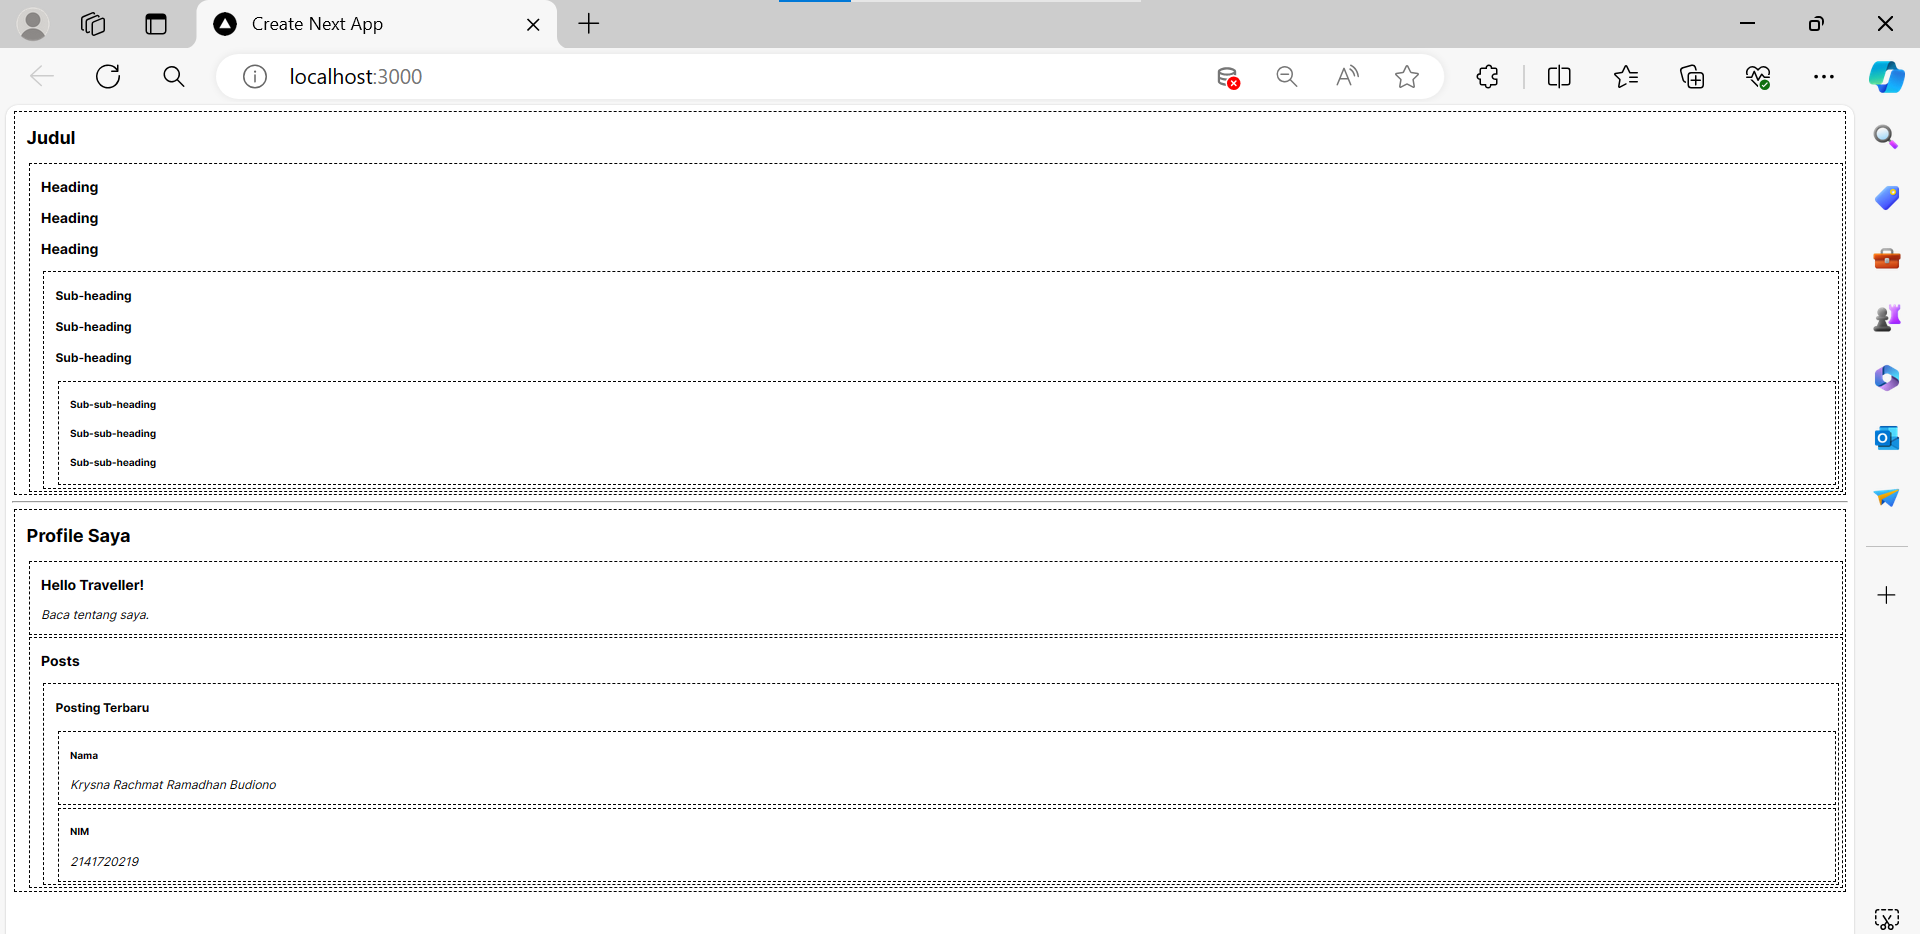 Create Next App
localhost:3000
Judul
Heading
Heading
Heading
Sub-heading
Sub-heading
Sub-heading
Sub-sub-heading
Sub-sub-heading
Sub-sub-heading
Profile Saya
Hello Traveller!
Baca tentang saya.
Posts
Posting Terbaru
Nama
Krysna Rachmat Ramadhan Budiono
NIM
2141720219